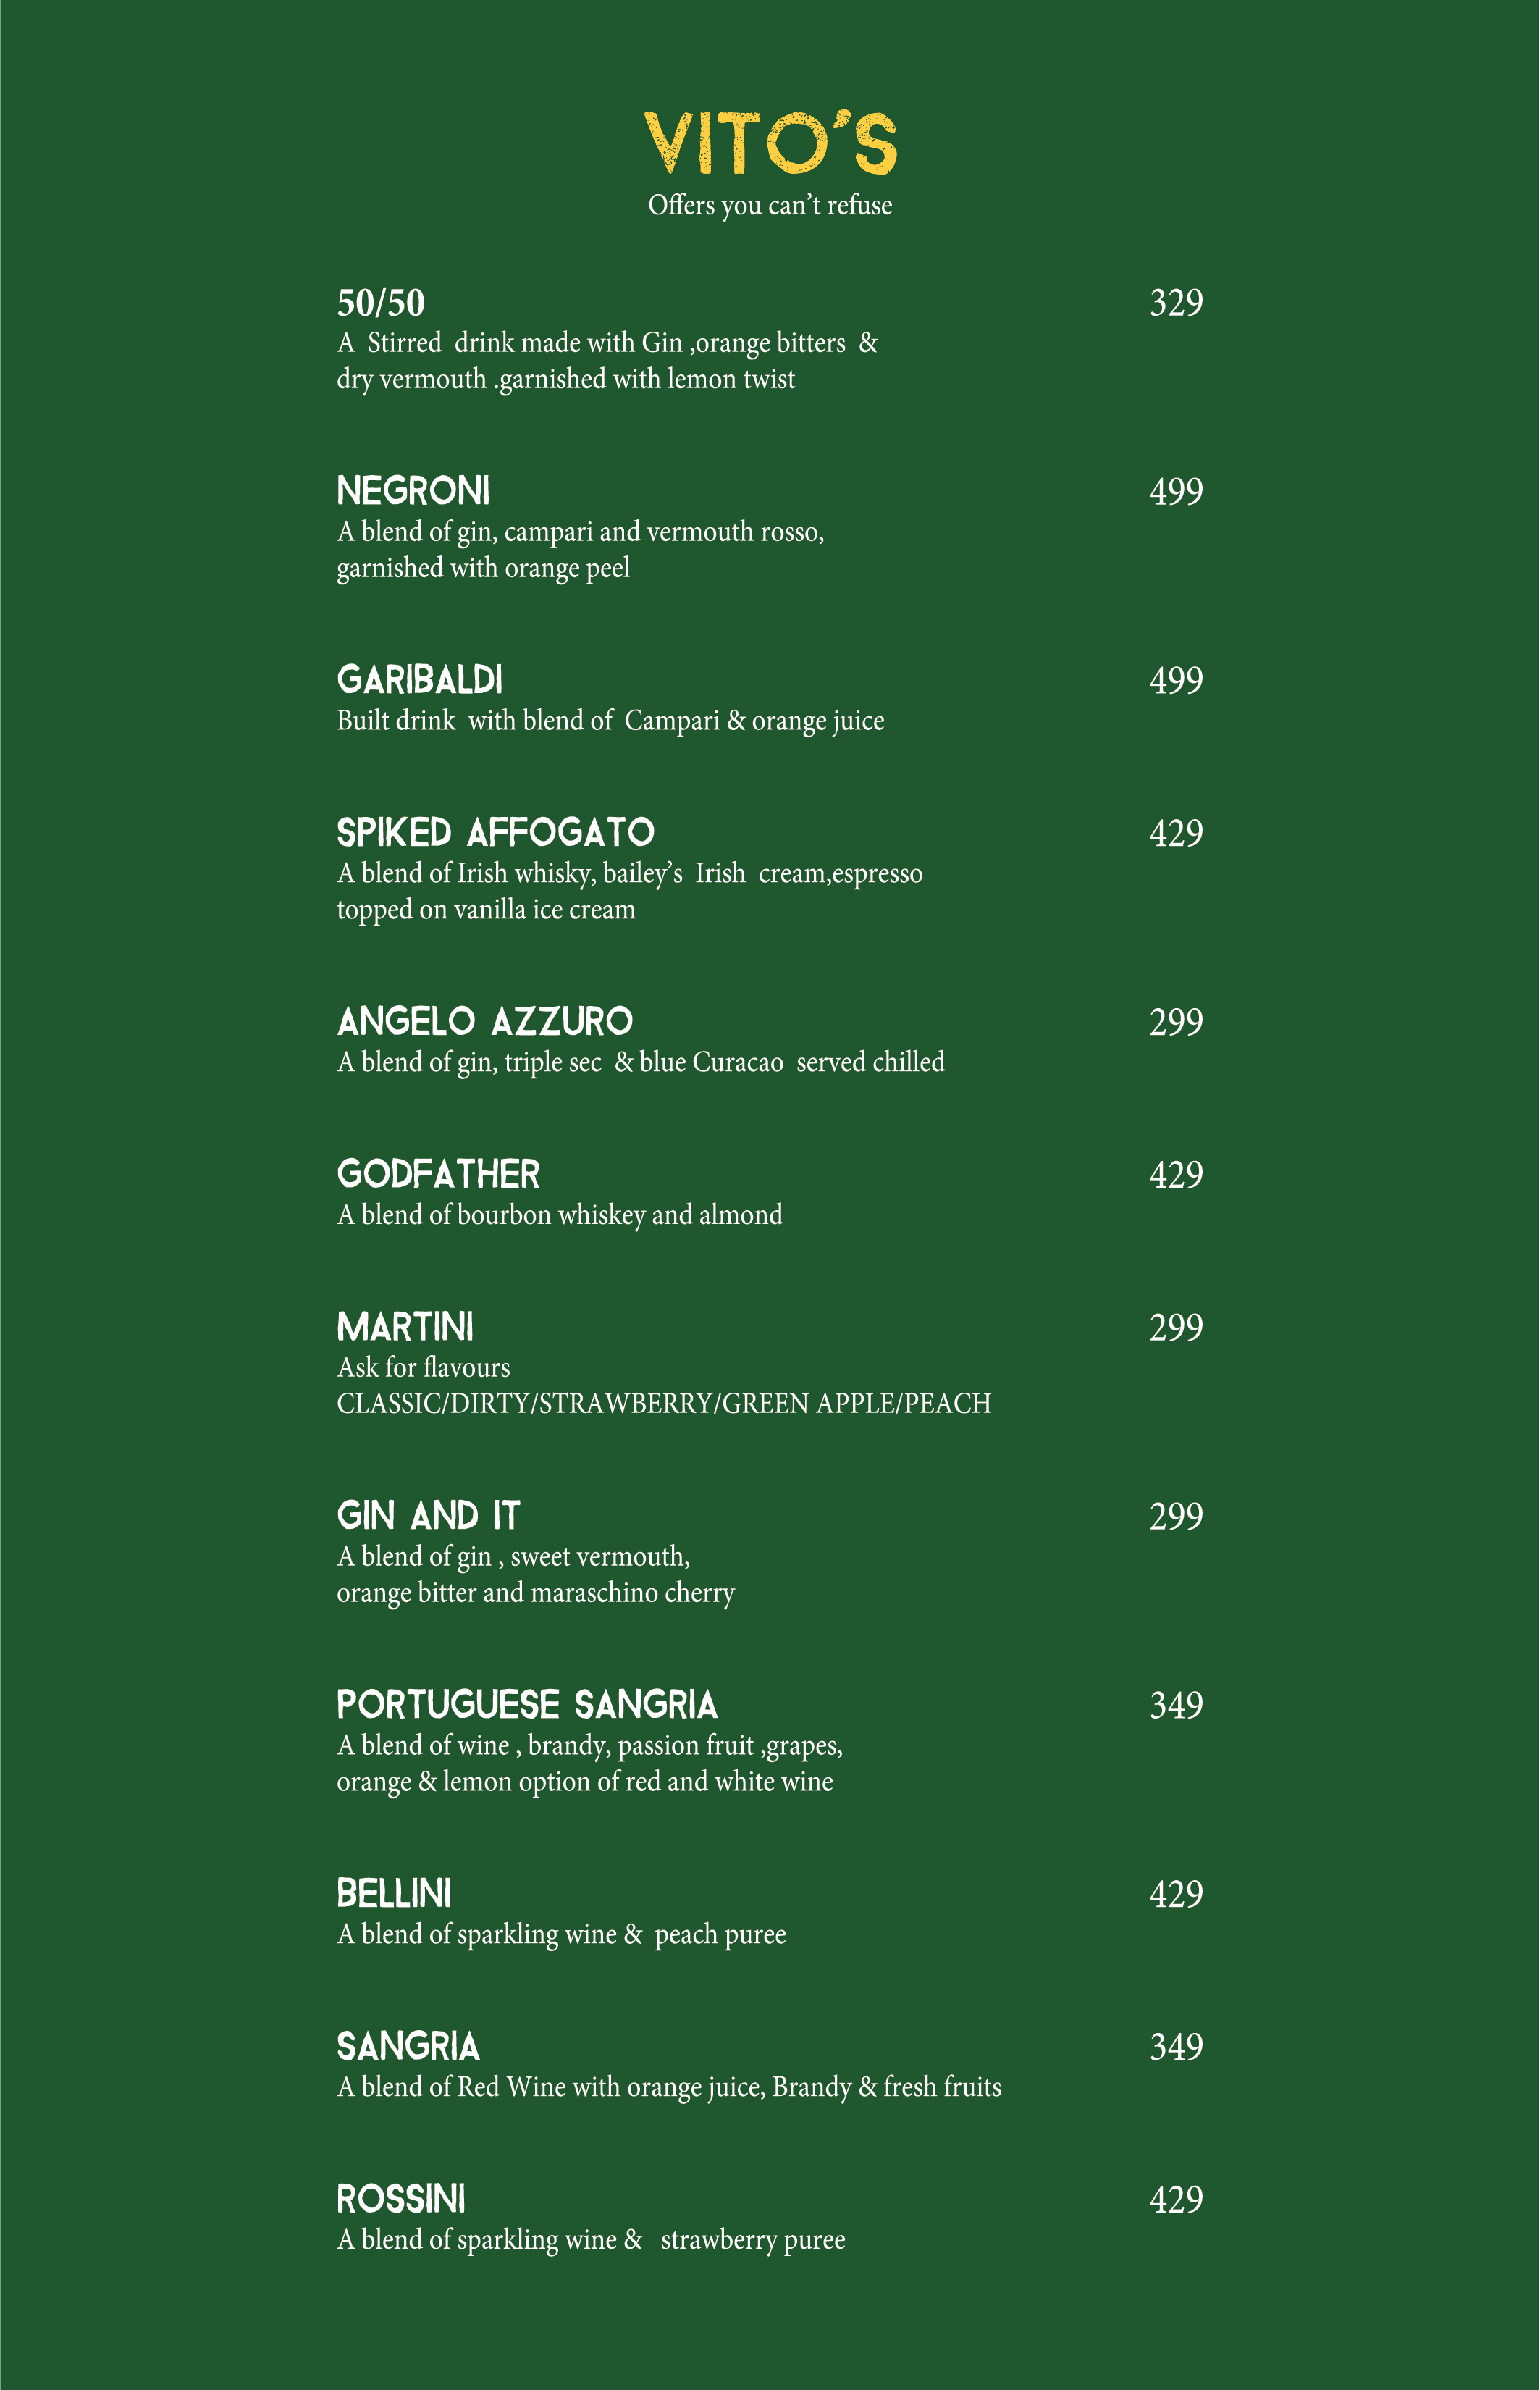 VITO'S
Offers you can't refuse
50/50 329
A Stirred drink made with Gin ,orange bitters &
dry vermouth .garnished with lemon twist
NEGRONI 499
A blend of gin, campari and vermouth rosso,
garnished with orange peel
GARIBALDI 499
Built drink with blend of Campari & orange juice
SPIKED AFFOGATO 429
A blend of Irish whisky, bailey's Irish cream,espresso
topped on vanilla ice cream
ANGELO AZZURO 299
A blend of gin, triple sec & blue Curacao served chilled
GODFATHER 429
A blend of bourbon whiskey and almond
MARTINI 299
Ask for flavours
CLASSIC/DIRTY/STRAWBERRY/GREEN APPLE/PEACH
GIN AND IT 299
A blend of gin , sweet vermouth,
orange bitter and maraschino cherry
PORTUGUESE SANGRIA 349
A blend of wine , brandy, passion fruit ,grapes,
orange & lemon option of red and white wine
BELLINI 429
A blend of sparkling wine & peach puree
SANGRIA 349
A blend of Red Wine with orange juice, Brandy & fresh fruits
ROSSINI 429
A blend of sparkling wine & strawberry puree